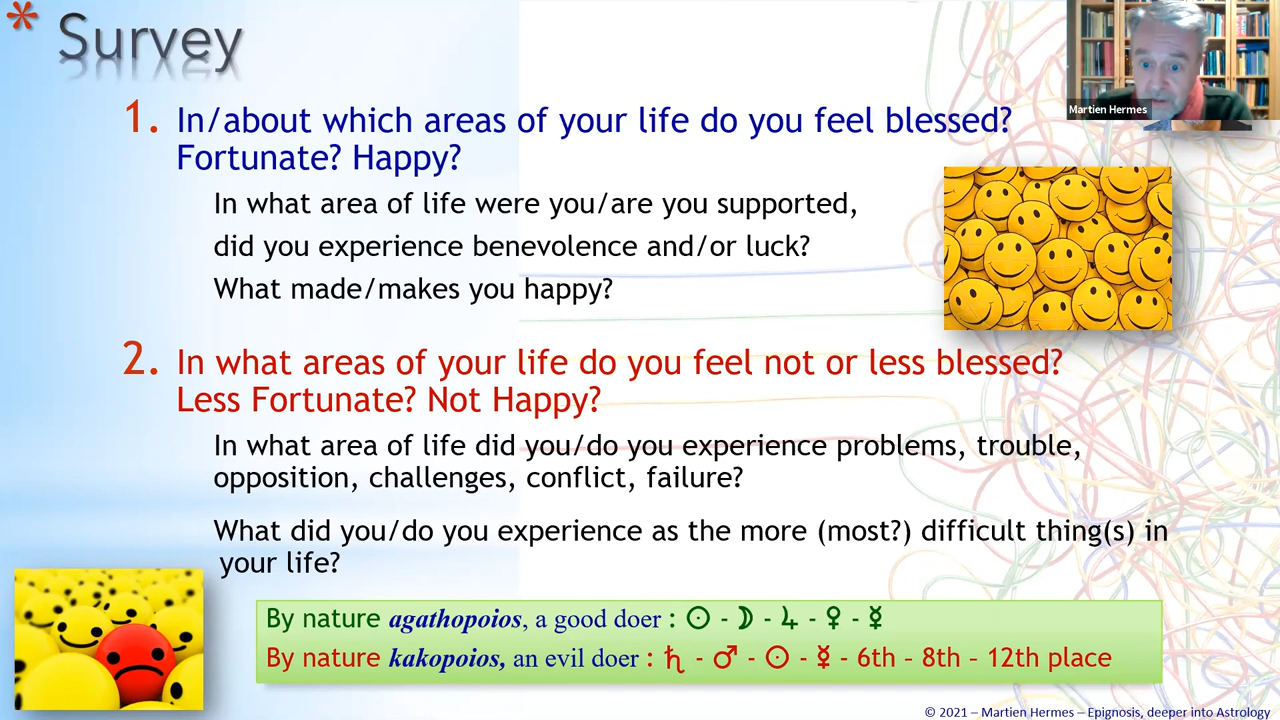 * Survey
Martien Hermes
1. In/about which areas of your life do you feel blessed?
Fortunate? Happy?
In what area of life were you/are you supported,
did you experience benevolence and/or luck?
What made/makes you happy?
2. In what areas of your life do you feel not or less blessed?
Less Fortunate? Not Happy?
In what area of life did you/do you experience problems, trouble,
opposition, challenges, conflict, failure?
What did you/do you experience as the more (most?) difficult thing(s) in
your life?
By nature agathopoios, a good doer : ☉ - ☽ - ♃ - ♀ - ☿
By nature kakopoios, an evil doer : ♄ - ♂ - ☉ - ☿ - 6th – 8th – 12th place
© 2021 – Martien Hermes – Epignosis, deeper into Astrology